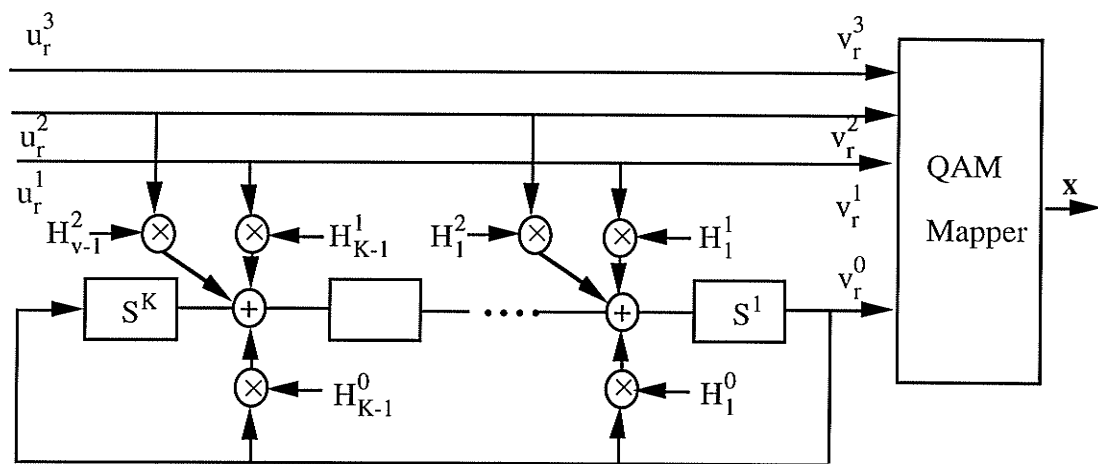 u_r^3 v_r^3
u_r^2 v_r^2
u_r^1 v_r^1
QAM
Mapper
x
H_{v-1}^2 × × H_{K-1}^1 H_1^2 × × H_1^1
v_r^0
S^K + .... + S^1
× H_{K-1}^0 × H_1^0